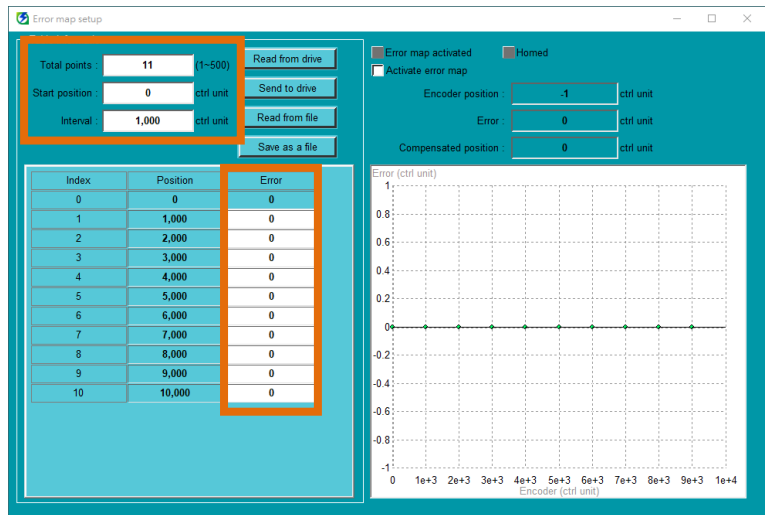 Error map setup
Total points : 11 (1~500)
Start position : 0 ctrl unit
Interval : 1,000 ctrl unit
Read from drive
Send to drive
Read from file
Save as a file
Error map activated Homed
Activate error map
Encoder position : -1 ctrl unit
Error : 0 ctrl unit
Compensated position : 0 ctrl unit
Index Position Error
0 0 0
1 1,000 0
2 2,000 0
3 3,000 0
4 4,000 0
5 5,000 0
6 6,000 0
7 7,000 0
8 8,000 0
9 9,000 0
10 10,000 0
Error (ctrl unit)
1
0.8
0.6
0.4
0.2
0
-0.2
-0.4
-0.6
-0.8
-1
0 1e+3 2e+3 3e+3 4e+3 5e+3 6e+3 7e+3 8e+3 9e+3 1e+4
Encoder (ctrl unit)